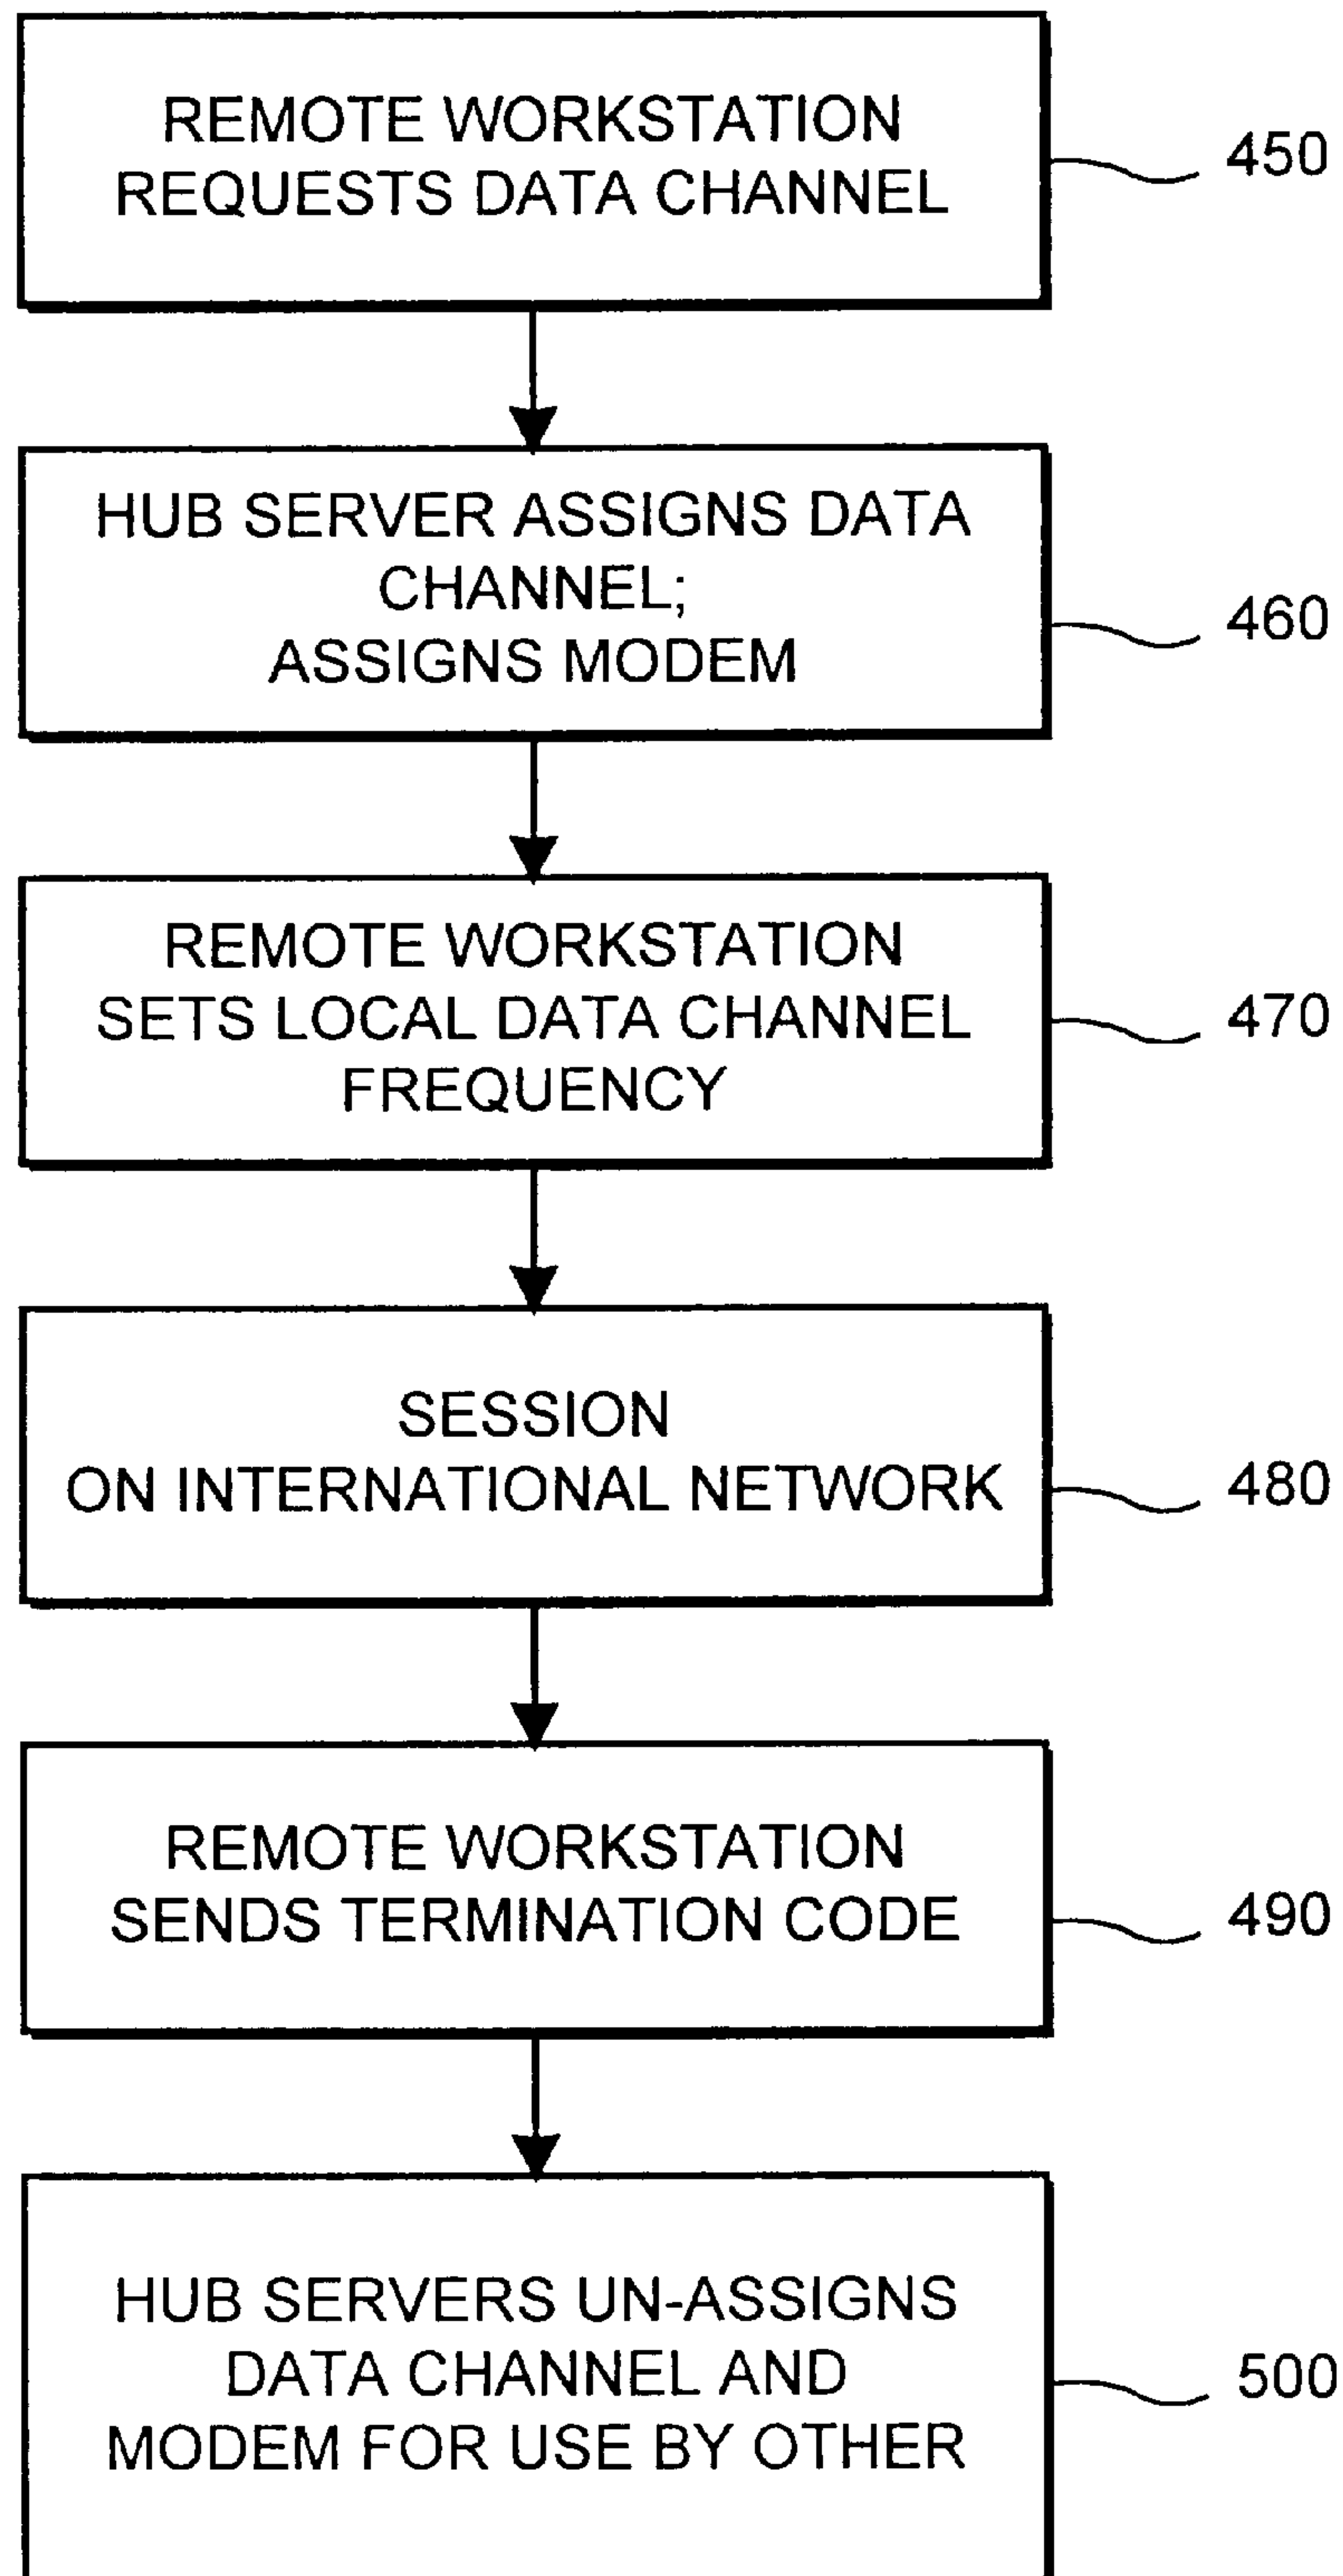 REMOTE WORKSTATION
REQUESTS DATA CHANNEL
450
HUB SERVER ASSIGNS DATA
CHANNEL;
ASSIGNS MODEM
460
REMOTE WORKSTATION
SETS LOCAL DATA CHANNEL
FREQUENCY
470
SESSION
ON INTERNATIONAL NETWORK
480
REMOTE WORKSTATION
SENDS TERMINATION CODE
490
HUB SERVERS UN-ASSIGNS
DATA CHANNEL AND
MODEM FOR USE BY OTHER
500